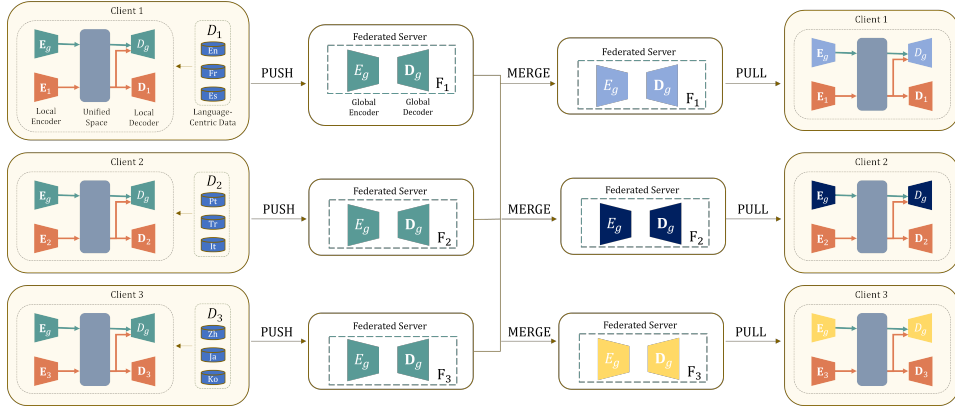 Client 1
E_g
D_g
E_1
D_1
Local Encoder
Unified Space
Local Decoder
D_1
En
Fr
Es
Language-Centric Data
PUSH
Federated Server
E_g
D_g
F_1
Global Encoder
Global Decoder
MERGE
Federated Server
E_g
D_g
F_1
PULL
Client 1
E_g
D_g
E_1
D_1
Client 2
E_g
D_g
E_2
D_2
D_2
Pt
Tr
It
PUSH
Federated Server
E_g
D_g
F_2
MERGE
Federated Server
E_g
D_g
F_2
PULL
Client 2
E_g
D_g
E_2
D_2
Client 3
E_g
D_g
E_3
D_3
D_3
Zh
Ja
Ko
PUSH
Federated Server
E_g
D_g
F_3
MERGE
Federated Server
E_g
D_g
F_3
PULL
Client 3
E_g
D_g
E_3
D_3